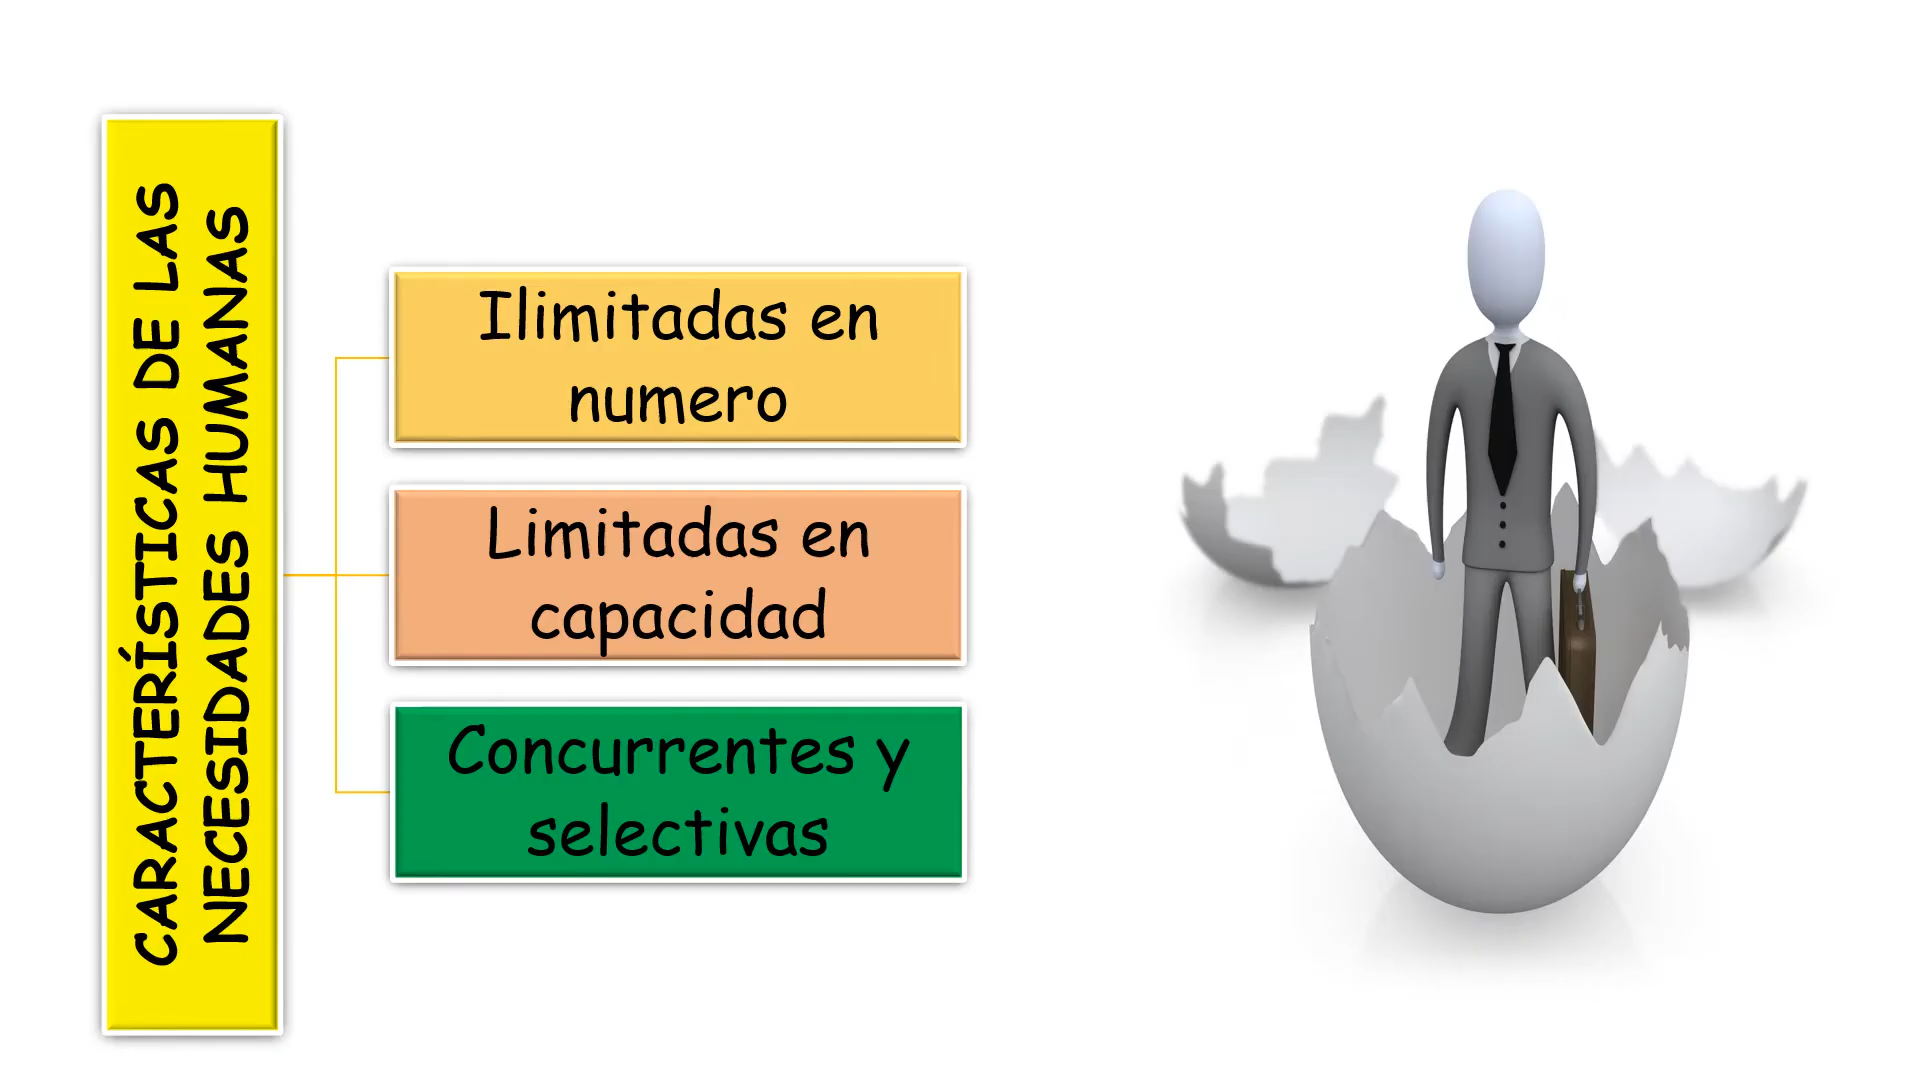 CARACTERÍSTICAS DE LAS
NECESIDADES HUMANAS
Ilimitadas en
numero
Limitadas en
capacidad
Concurrentes y
selectivas